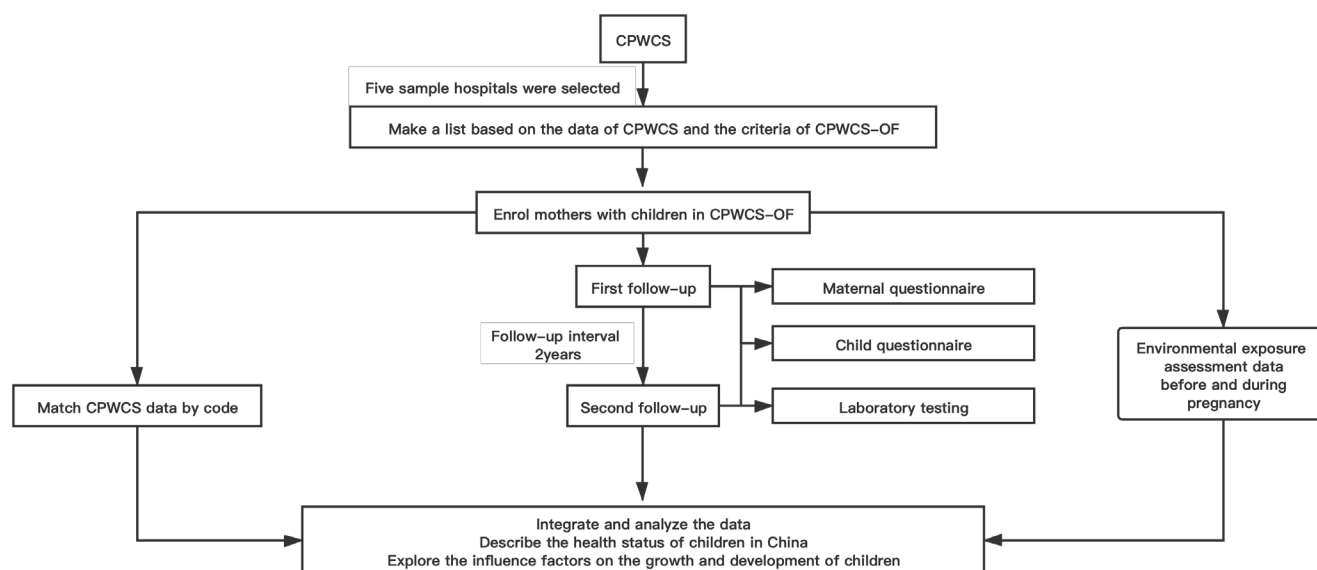 CPWCS
Five sample hospitals were selected
Make a list based on the data of CPWCS and the criteria of CPWCS-OF
Enrol mothers with children in CPWCS-OF
First follow-up
Maternal questionnaire
Follow-up interval
2years
Child questionnaire
Environmental exposure
assessment data
before and during
pregnancy
Match CPWCS data by code
Second follow-up
Laboratory testing
Integrate and analyze the data
Describe the health status of children in China
Explore the influence factors on the growth and development of children